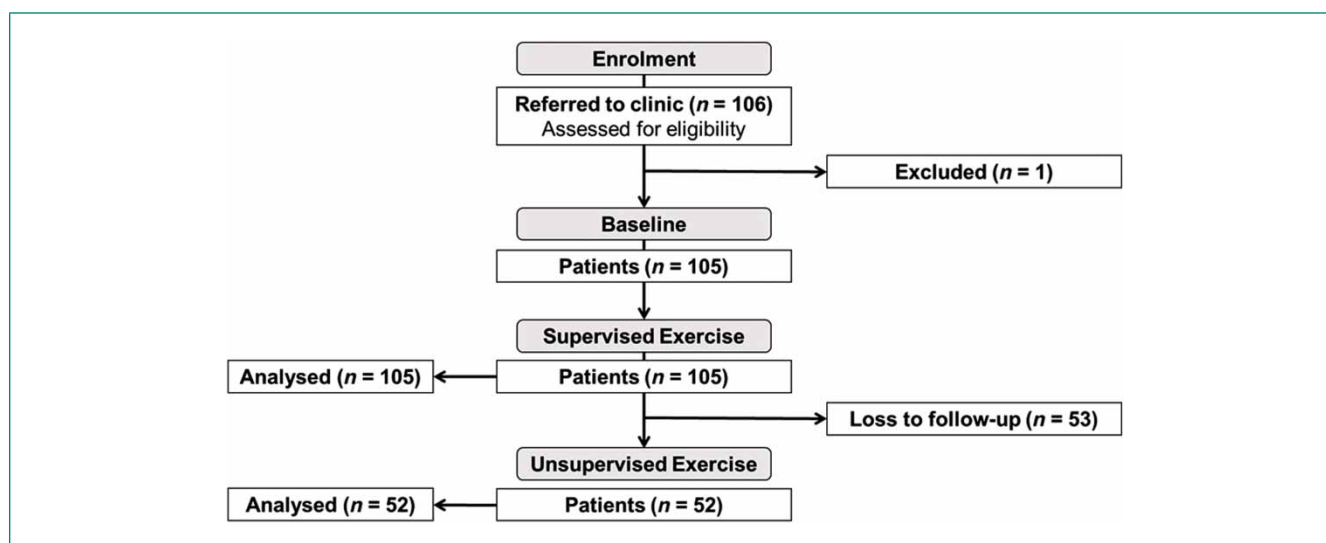 Enrolment
Referred to clinic (n = 106)
Assessed for eligibility
Excluded (n = 1)
Baseline
Patients (n = 105)
Supervised Exercise
Analysed (n = 105)
Patients (n = 105)
Loss to follow-up (n = 53)
Unsupervised Exercise
Analysed (n = 52)
Patients (n = 52)